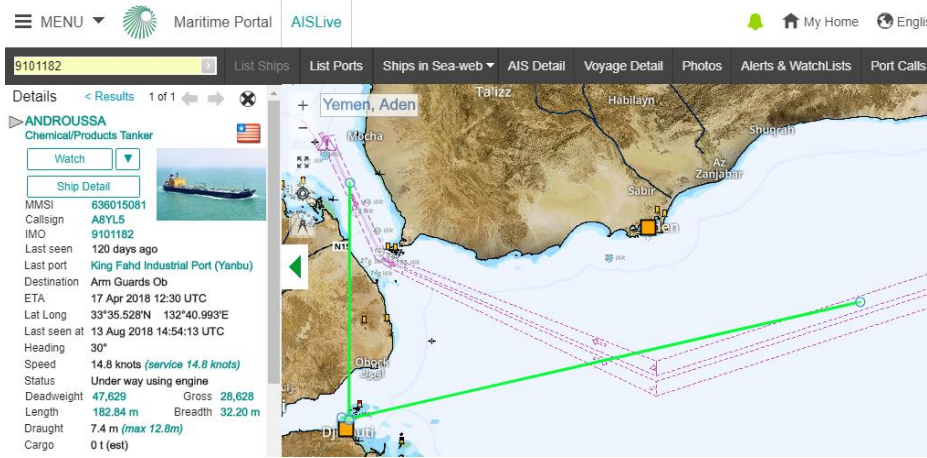 MENU Maritime Portal AISLive My Home Englis
9101182 List Ships List Ports Ships in Sea-web AIS Detail Voyage Detail Photos Alerts & WatchLists Port Calls
Details < Results 1 of 1
ANDROUSSA
Chemical/Products Tanker
Watch
Ship Detail
MMSI 636015081
Callsign A8YL5
IMO 9101182
Last seen 120 days ago
Last port King Fahd Industrial Port (Yanbu)
Destination Arm Guards Ob
ETA 17 Apr 2018 12:30 UTC
Lat Long 33°35.528'N 132°40.993'E
Last seen at 13 Aug 2018 14:54:13 UTC
Heading 30°
Speed 14.8 knots (service 14.8 knots)
Status Under way using engine
Deadweight 47,629 Gross 28,628
Length 182.84 m Breadth 32.20 m
Draught 7.4 m (max 12.8m)
Cargo 0 t (est)
Yemen, Aden
Ta'izz
Habilayn
Mocha
Shuqrah
Az
Zanjabar
Sabir
Obock